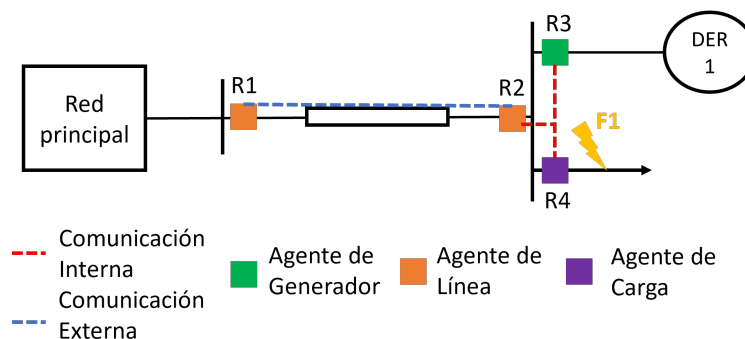 R3
DER
1
R1
R2
Red
principal
F1
R4
Comunicación
Interna
Agente de
Generador
Agente de
Línea
Agente de
Carga
Comunicación
Externa